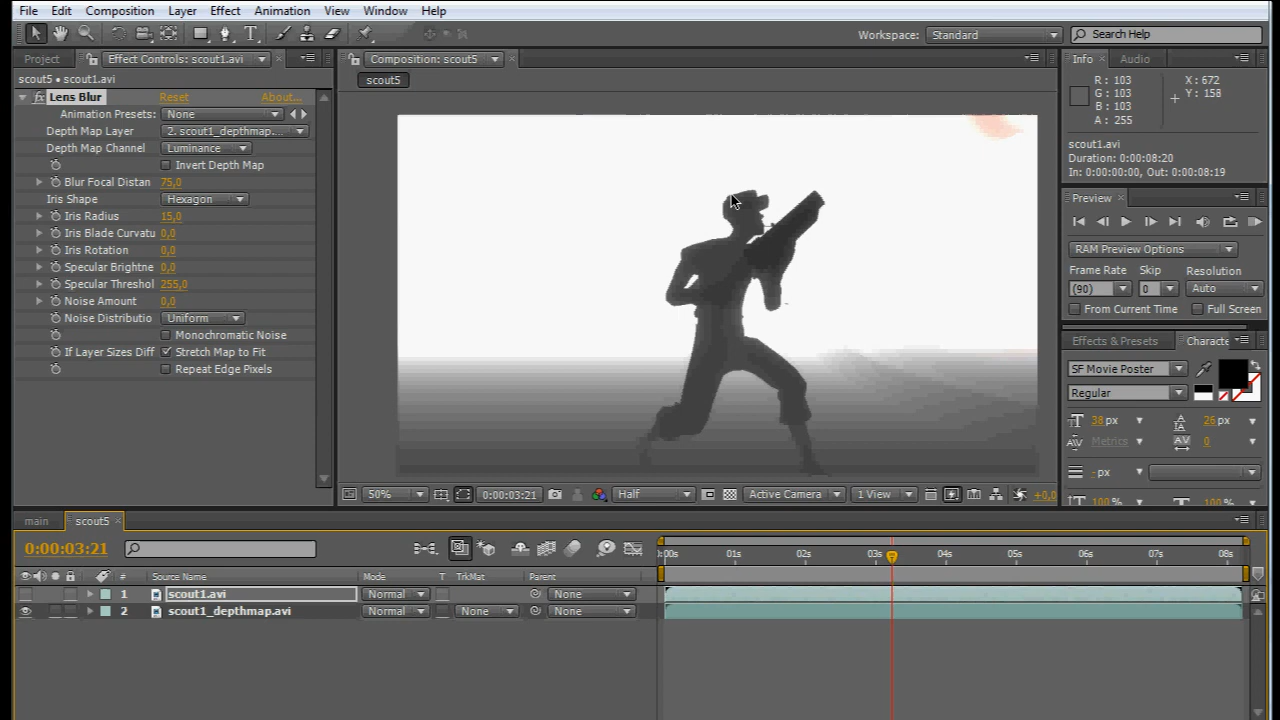 File Edit Composition Layer Effect Animation View Window Help
Workspace: Standard Search Help
Project Effect Controls: scout1.avi
scout5 • scout1.avi
fx Lens Blur Reset About...
Animation Presets: None
Depth Map Layer 2. scout1_depthmap....
Depth Map Channel Luminance
Invert Depth Map
Blur Focal Distan 75,0
Iris Shape Hexagon
Iris Radius 15,0
Iris Blade Curvatu 0,0
Iris Rotation 0,0
Specular Brightne 0,0
Specular Threshol 255,0
Noise Amount 0,0
Noise Distributio Uniform
Monochromatic Noise
If Layer Sizes Diff Stretch Map to Fit
Repeat Edge Pixels
Composition: scout5
scout5
50% 0:00:03:21 Half Active Camera 1 View +0,0
Info Audio
R: 103 X: 672
G: 103 Y: 158
B: 103
A: 255
scout1.avi
Duration: 0:00:08:20
In: 0:00:00:00, Out: 0:00:08:19
Preview
RAM Preview Options
Frame Rate Skip Resolution
(90) 0 Auto
From Current Time Full Screen
Effects & Presets Characte
SF Movie Poster
Regular
38 px 26 px
Metrics 0
- px
100 % 100 %
main scout5
0:00:03:21
:00s 01s 02s 03s 04s 05s 06s 07s 08s
# Source Name Mode T TrkMat Parent
1 scout1.avi Normal None
2 scout1_depthmap.avi Normal None None